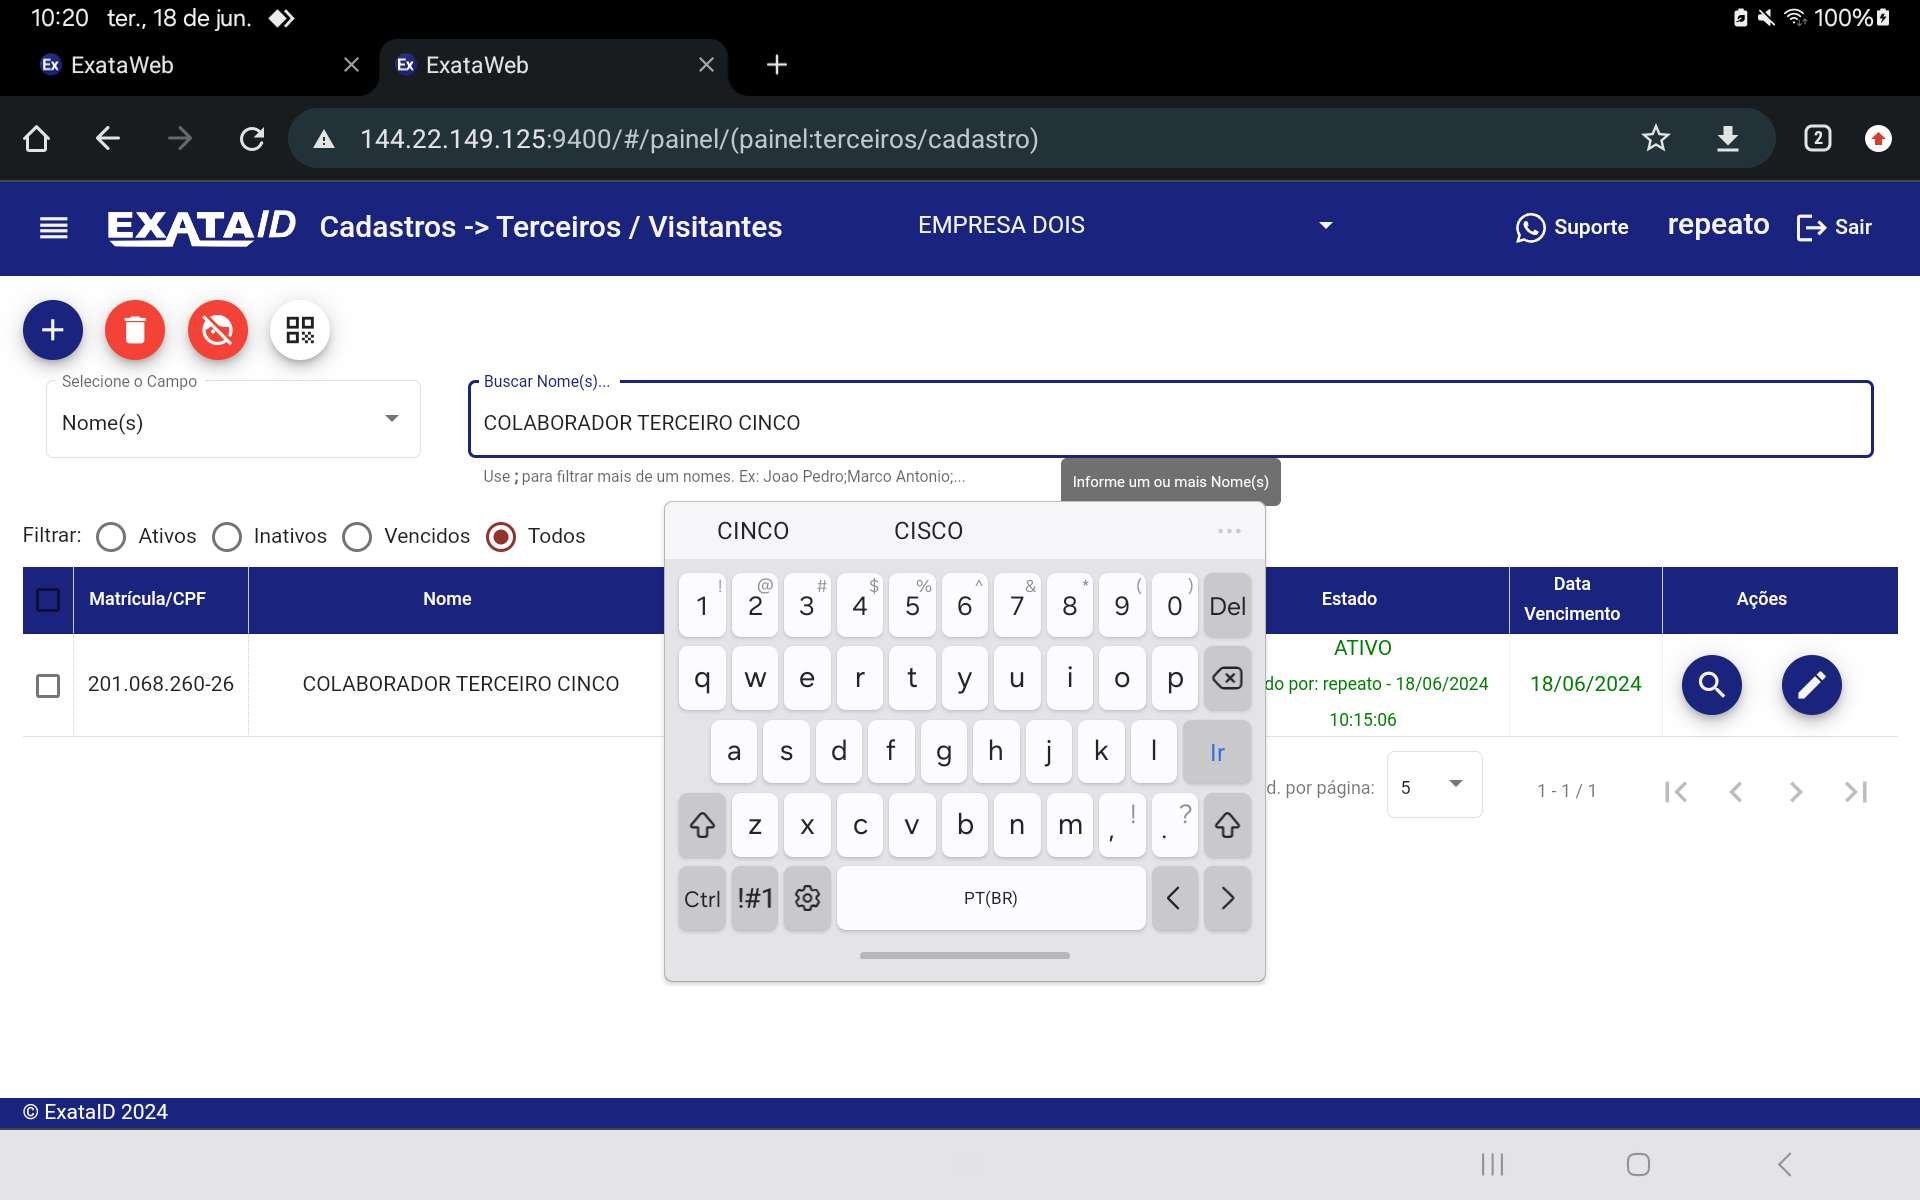 10:20 ter., 18 de jun. 100%
Ex ExataWeb Ex ExataWeb
144.22.149.125:9400/#/painel/(painel:terceiros/cadastro) 2
EXATAID Cadastros -> Terceiros / Visitantes EMPRESA DOIS Suporte repeato Sair
Selecione o Campo Buscar Nome(s)...
Nome(s) COLABORADOR TERCEIRO CINCO
Use ; para filtrar mais de um nomes. Ex: Joao Pedro;Marco Antonio;...
Informe um ou mais Nome(s)
Filtrar: Ativos Inativos Vencidos Todos
CINCO CISCO ...
Matrícula/CPF Nome Estado Data Vencimento Ações
201.068.260-26 COLABORADOR TERCEIRO CINCO
ATIVO
do por: repeato - 18/06/2024
10:15:06
18/06/2024
d. por página: 5 1 - 1 / 1
! @ # $ % ^ & * ( )
1 2 3 4 5 6 7 8 9 0 Del
q w e r t y u i o p
a s d f g h j k l Ir
z x c v b n m , ! . ?
Ctrl !#1 PT(BR) < >
© ExataID 2024